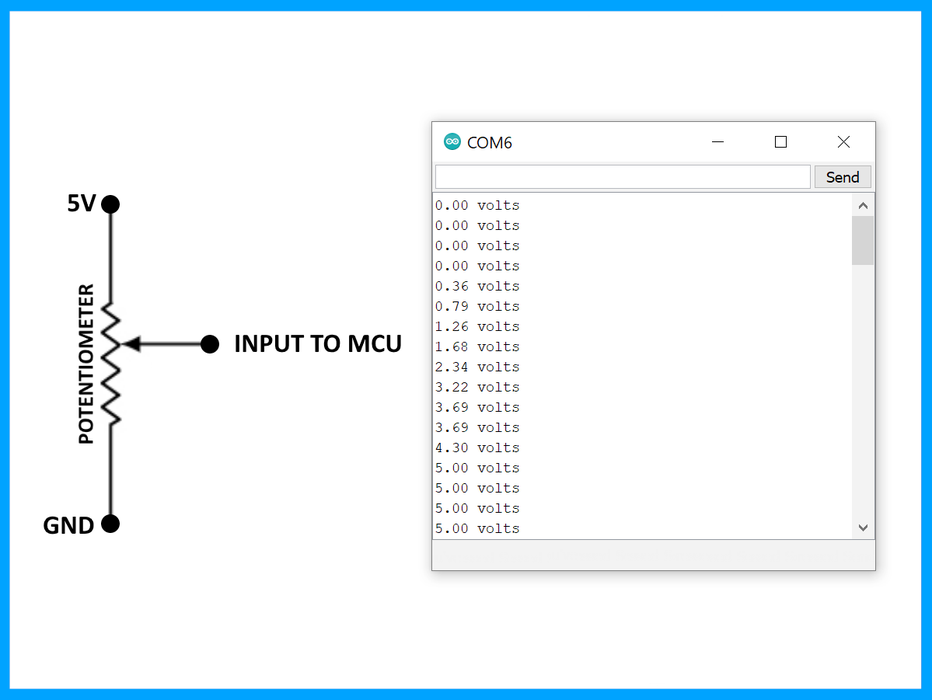 5V
POTENTIOMETER
INPUT TO MCU
GND
COM6
Send
0.00 volts
0.00 volts
0.00 volts
0.00 volts
0.36 volts
0.79 volts
1.26 volts
1.68 volts
2.34 volts
3.22 volts
3.69 volts
3.69 volts
4.30 volts
5.00 volts
5.00 volts
5.00 volts
5.00 volts